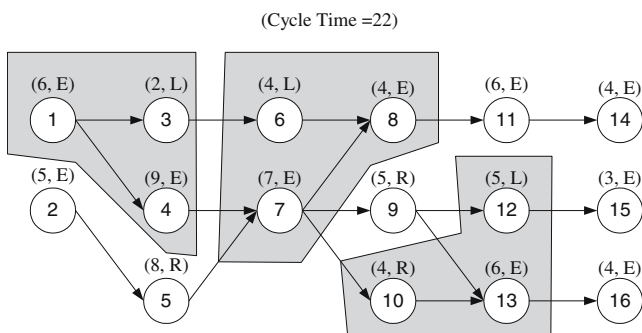 (Cycle Time =22)
(6, E) (2, L) (4, L) (4, E) (6, E) (4, E)
1 3 6 8 11 14
(5, E) (9, E) (7, E) (5, R) (5, L) (3, E)
2 4 7 9 12 15
(8, R) (4, R) (6, E) (4, E)
5 10 13 16